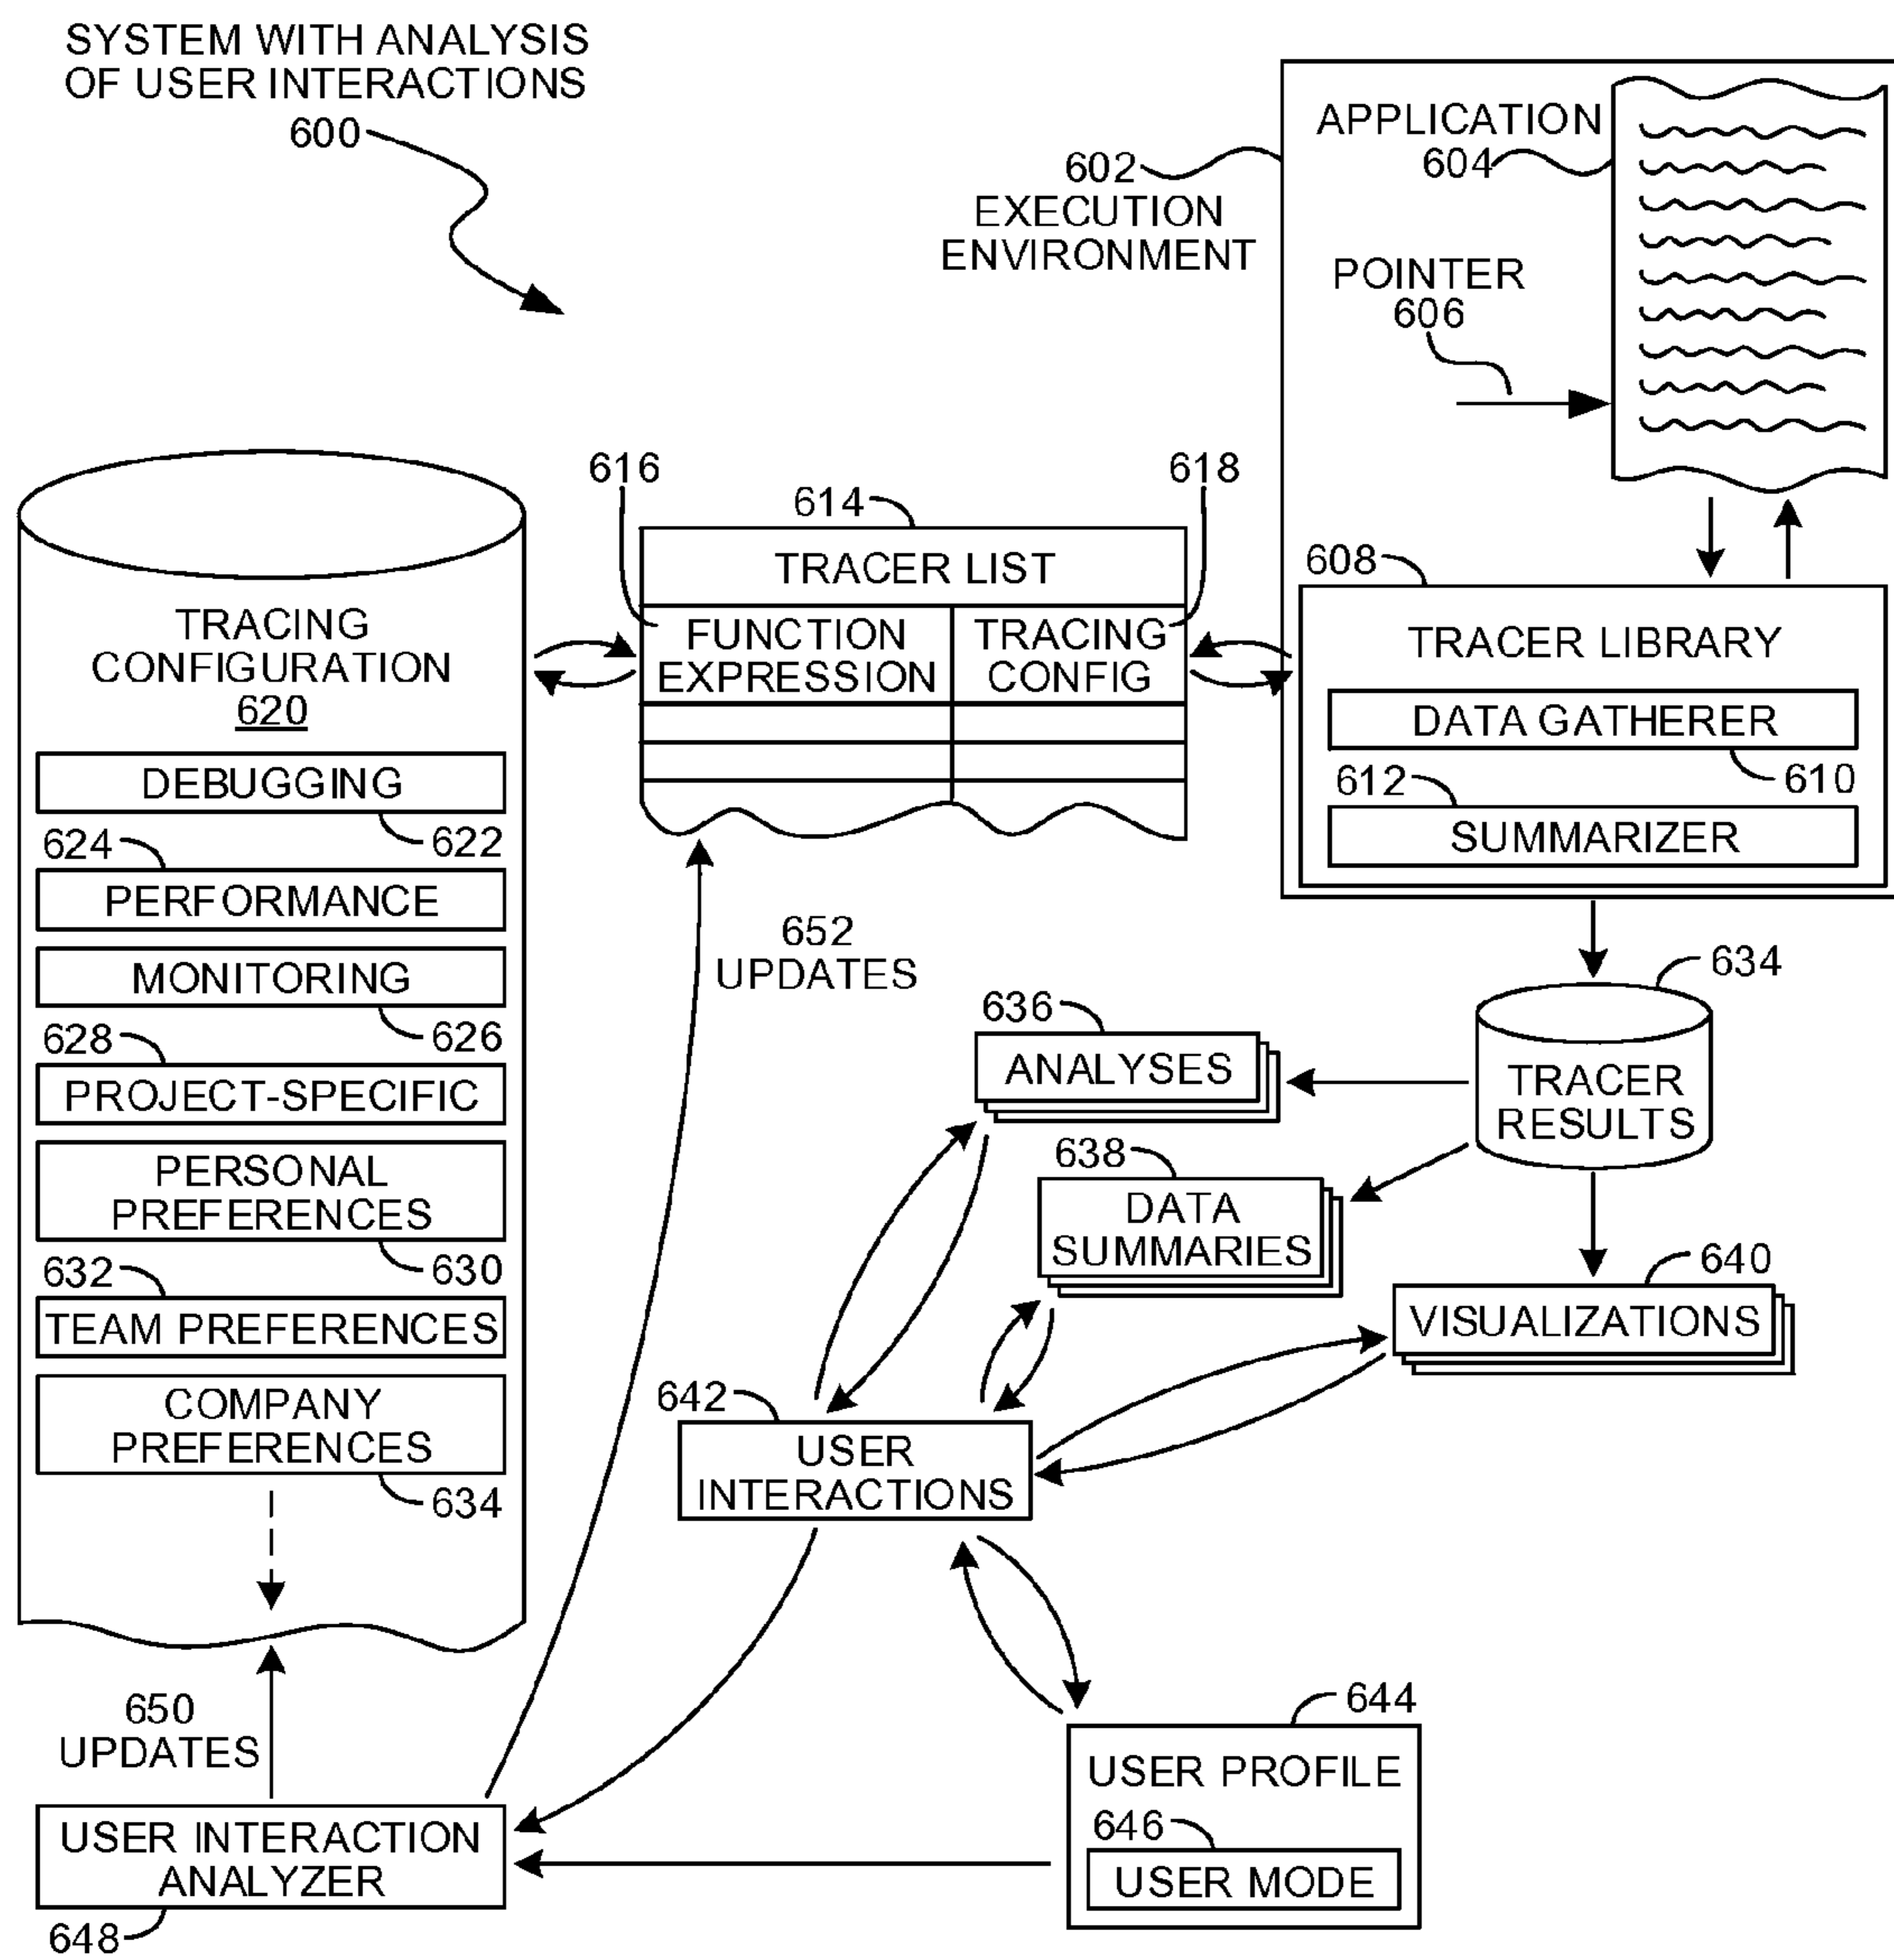 SYSTEM WITH ANALYSIS
OF USER INTERACTIONS
600
602
EXECUTION
ENVIRONMENT
APPLICATION
604
POINTER
606
608
TRACER LIBRARY
DATA GATHERER
610
612
SUMMARIZER
616
614
618
TRACER LIST
FUNCTION
EXPRESSION
TRACING
CONFIG
TRACING
CONFIGURATION
620
DEBUGGING
622
624
PERFORMANCE
MONITORING
626
628
PROJECT-SPECIFIC
PERSONAL
PREFERENCES
630
632
TEAM PREFERENCES
COMPANY
PREFERENCES
634
652
UPDATES
634
TRACER
RESULTS
636
ANALYSES
638
DATA
SUMMARIES
640
VISUALIZATIONS
642
USER
INTERACTIONS
644
USER PROFILE
646
USER MODE
650
UPDATES
USER INTERACTION
ANALYZER
648